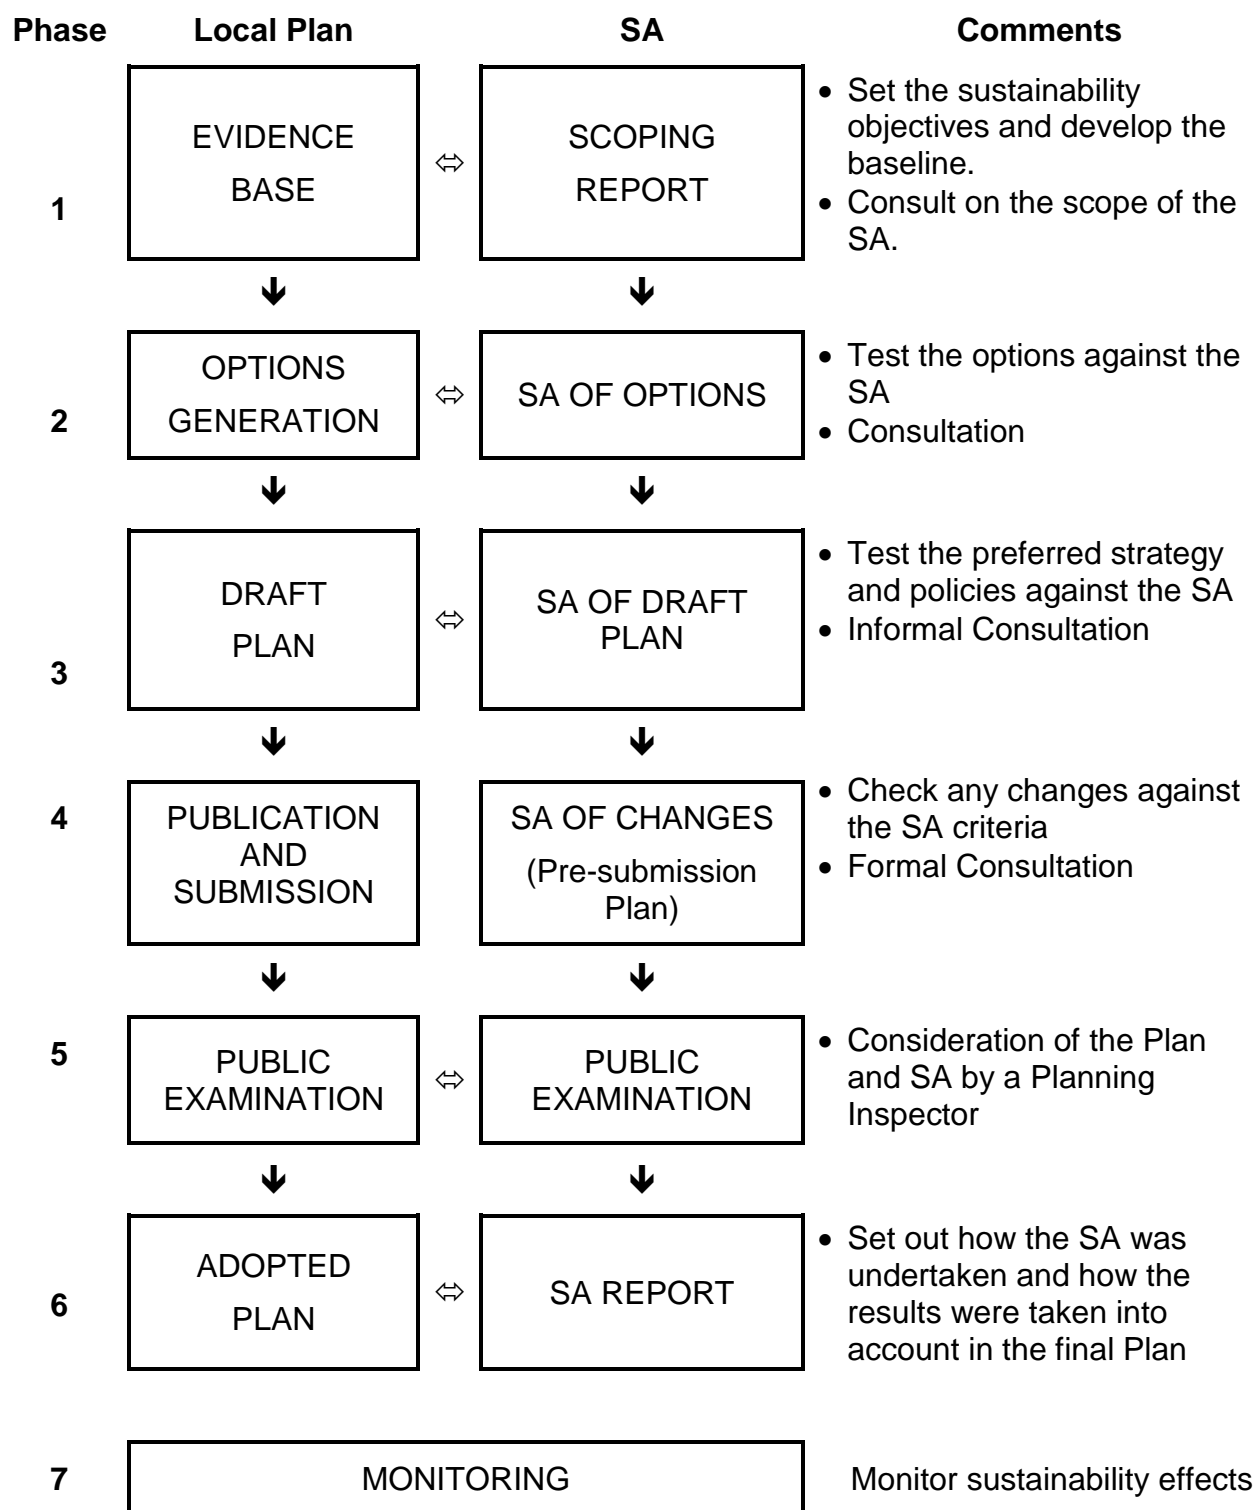 Phase Local Plan SA Comments
1
EVIDENCE
BASE
⬄
SCOPING
REPORT
• Set the sustainability
objectives and develop the
baseline.
• Consult on the scope of the
SA.
🡻 🡻
2
OPTIONS
GENERATION
⬄
SA OF OPTIONS
• Test the options against the
SA
• Consultation
🡻 🡻
3
DRAFT
PLAN
⬄
SA OF DRAFT
PLAN
• Test the preferred strategy
and policies against the SA
• Informal Consultation
🡻 🡻
4
PUBLICATION
AND
SUBMISSION
SA OF CHANGES
(Pre-submission
Plan)
• Check any changes against
the SA criteria
• Formal Consultation
🡻 🡻
5
PUBLIC
EXAMINATION
⬄
PUBLIC
EXAMINATION
• Consideration of the Plan
and SA by a Planning
Inspector
🡻 🡻
6
ADOPTED
PLAN
⬄
SA REPORT
• Set out how the SA was
undertaken and how the
results were taken into
account in the final Plan
7 MONITORING Monitor sustainability effects